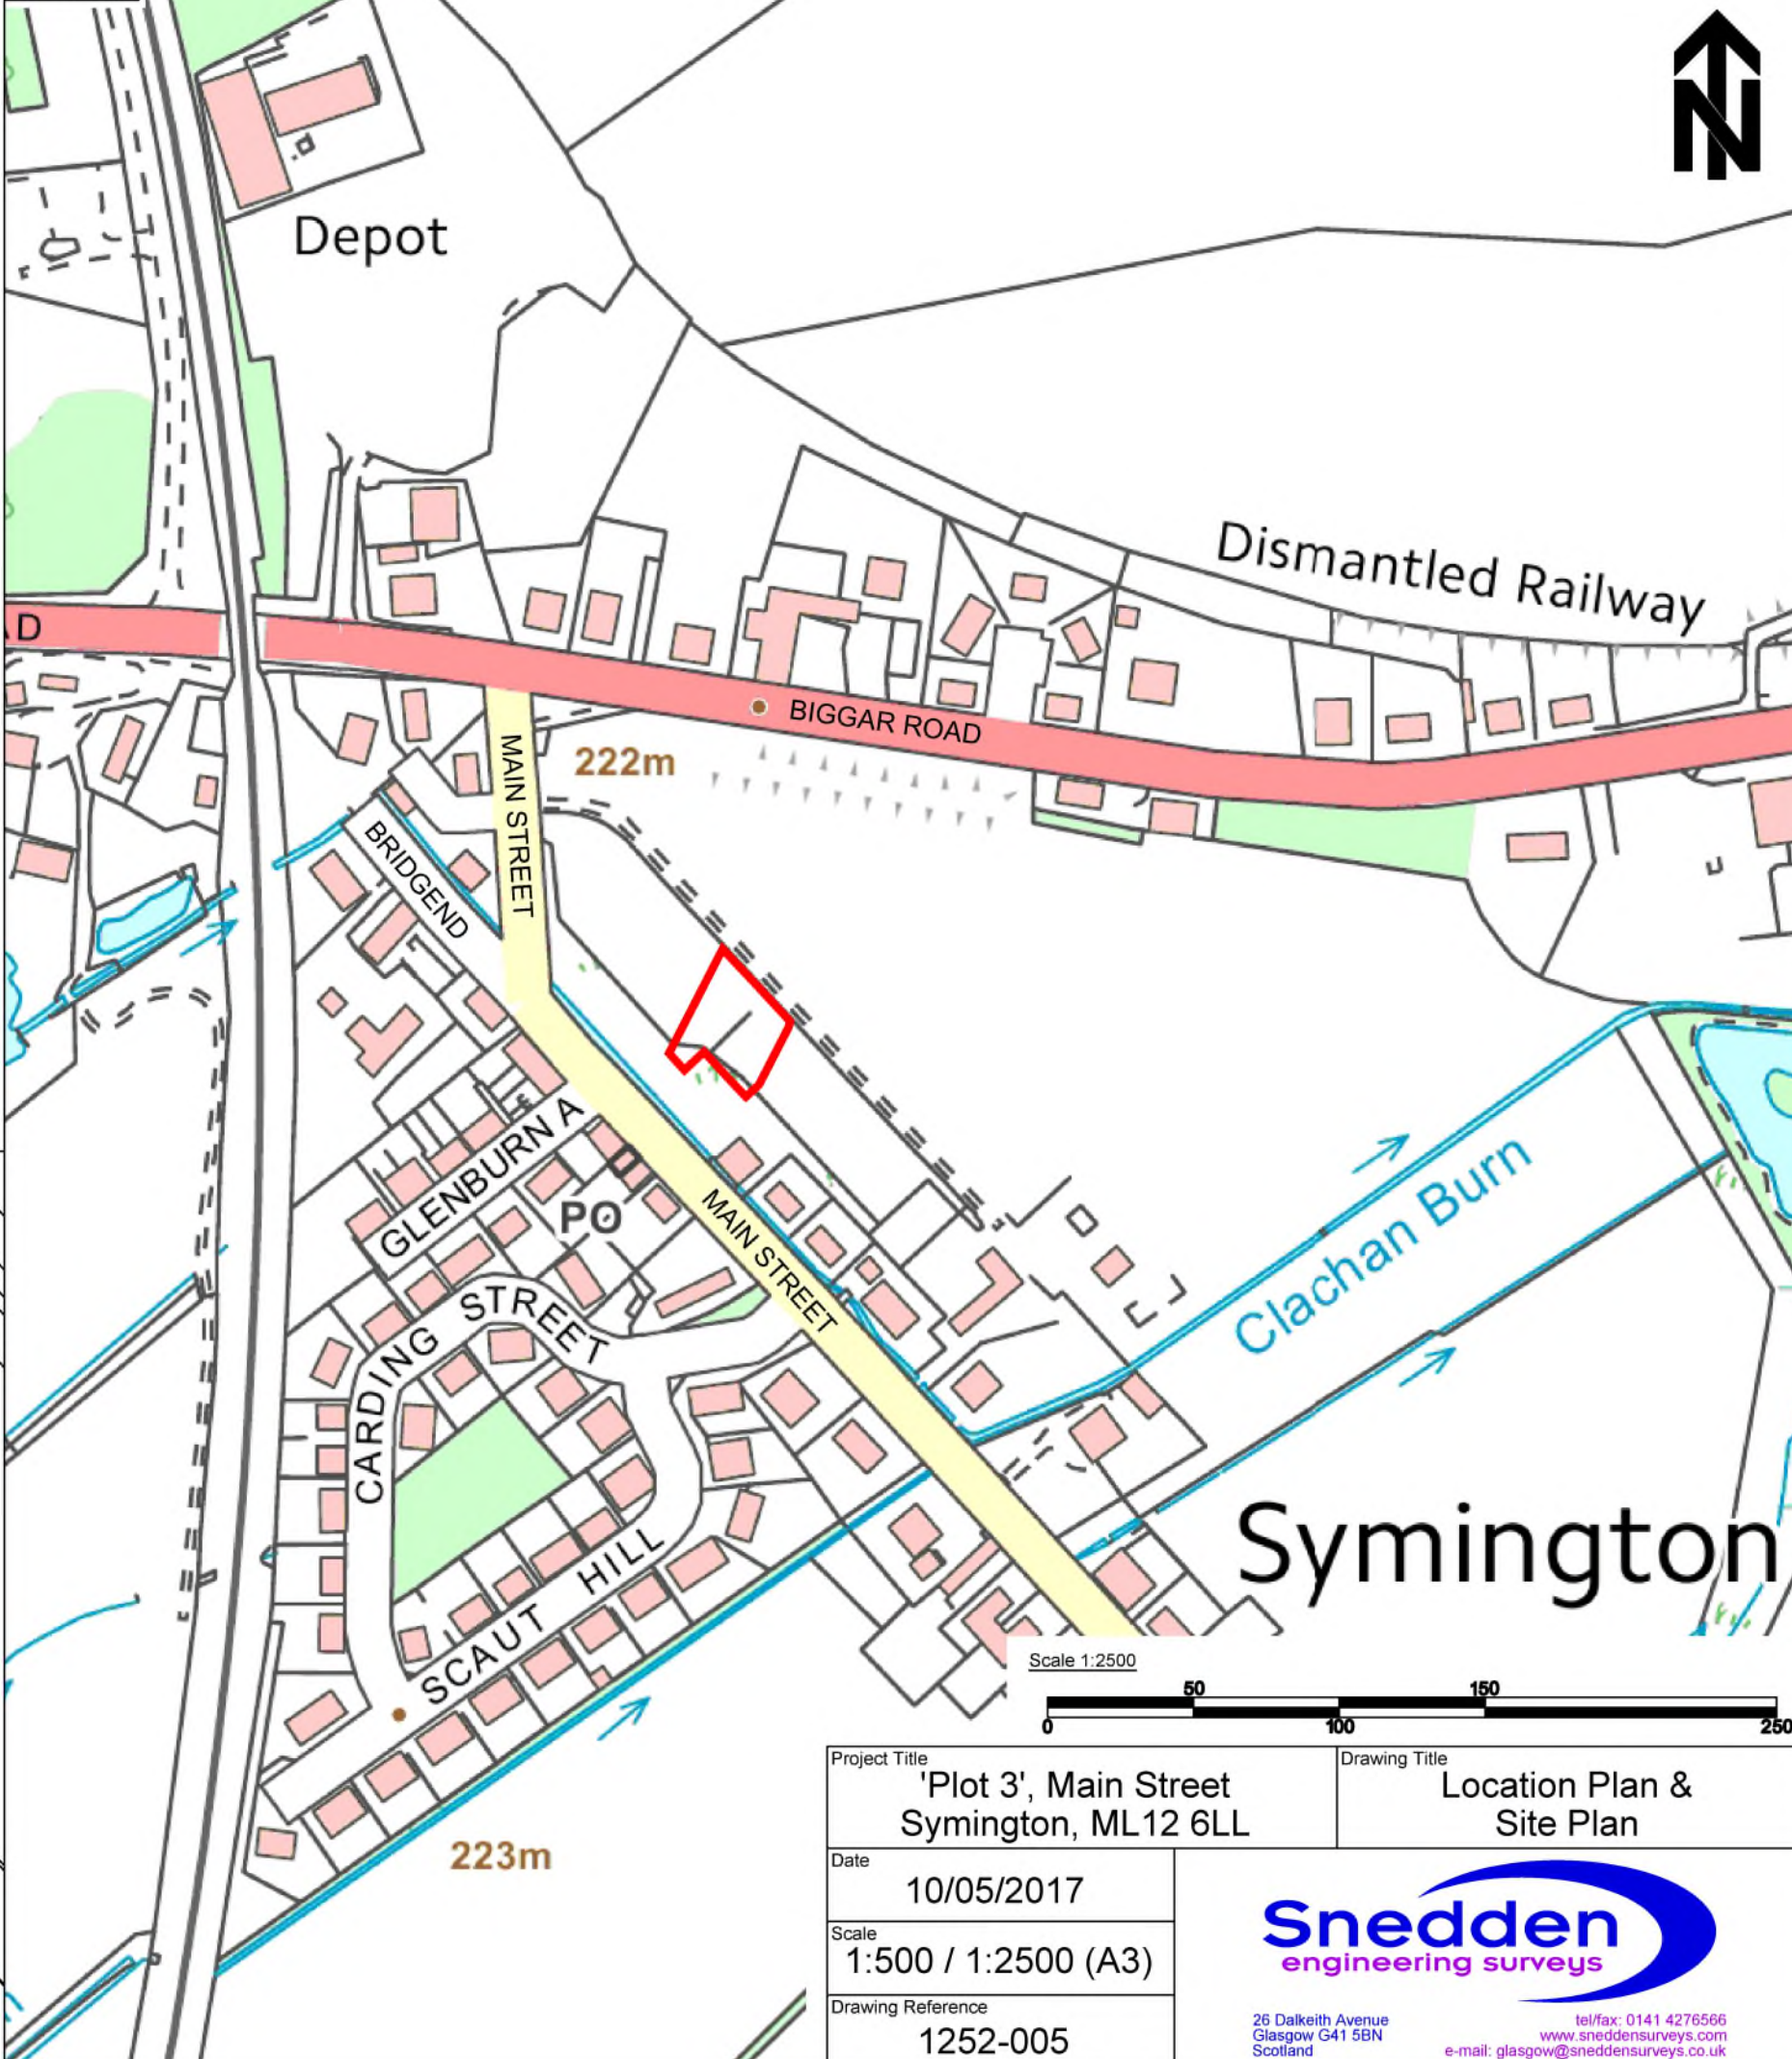 N
Depot
Dismantled Railway
AD
BIGGAR ROAD
MAIN STREET
222m
BRIDGEND
GLENBURN A
PO
MAIN STREET
Clachan Burn
CARDING STREET
Symington
SCAUT HILL
223m
Scale 1:2500
50 150
0 100 250
Project Title
'Plot 3', Main Street
Symington, ML12 6LL
Drawing Title
Location Plan &
Site Plan
Date
10/05/2017
Scale
1:500 / 1:2500 (A3)
Drawing Reference
1252-005
Snedden
engineering surveys
26 Dalkeith Avenue
Glasgow G41 5BN
Scotland
tel/fax: 0141 4276566
www.sneddensurveys.com
e-mail: glasgow@sneddensurveys.co.uk